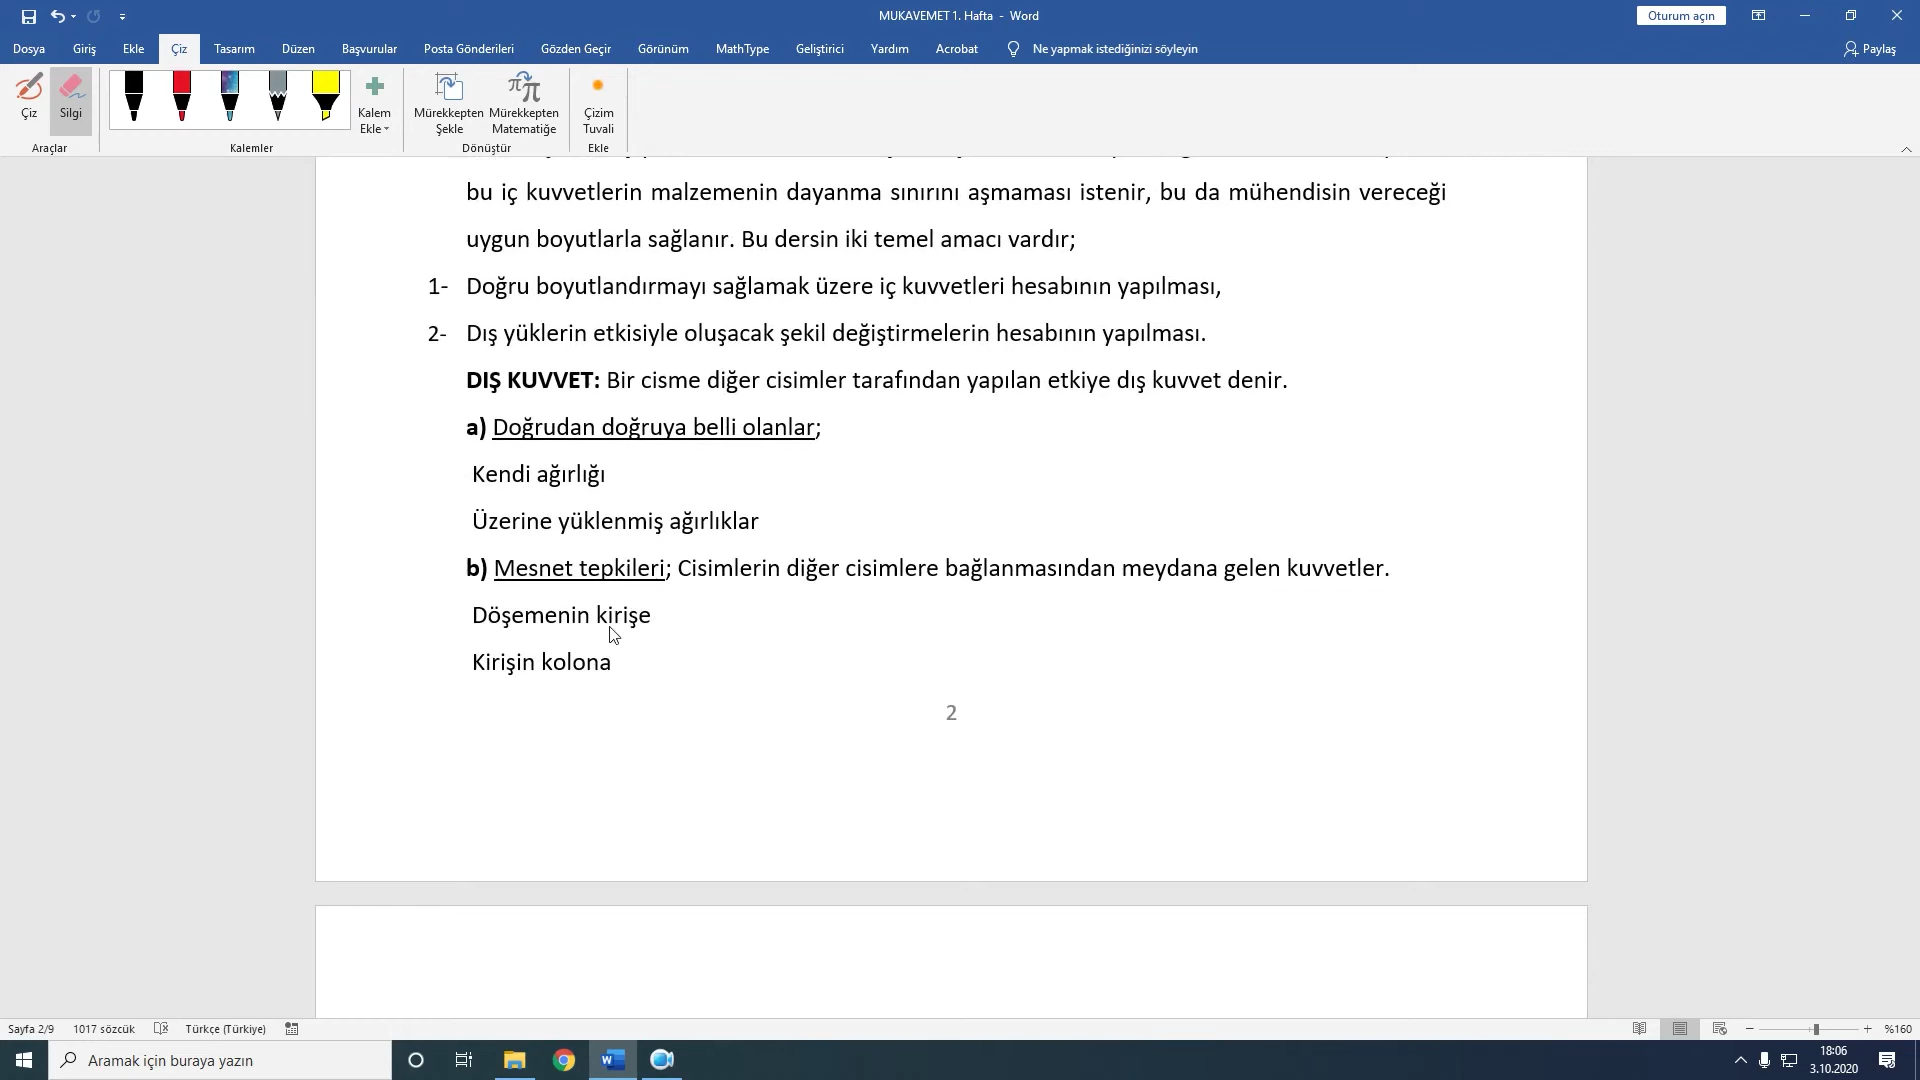 MUKAVEMET 1. Hafta - Word
Oturum açın
Dosya Giriş Ekle Çiz Tasarım Düzen Başvurular Posta Gönderileri Gözden Geçir Görünüm MathType Geliştirici Yardım Acrobat Ne yapmak istediğinizi söyleyin Paylaş
Çiz Silgi Kalem Ekle Mürekkepten Şekle Mürekkepten Matematiğe Çizim Tuvali
Araçlar Kalemler Dönüştür Ekle
bu iç kuvvetlerin malzemenin dayanma sınırını aşmaması istenir, bu da mühendisin vereceği
uygun boyutlarla sağlanır. Bu dersin iki temel amacı vardır;
1- Doğru boyutlandırmayı sağlamak üzere iç kuvvetleri hesabının yapılması,
2- Dış yüklerin etkisiyle oluşacak şekil değiştirmelerin hesabının yapılması.
DIŞ KUVVET: Bir cisme diğer cisimler tarafından yapılan etkiye dış kuvvet denir.
a) Doğrudan doğruya belli olanlar;
Kendi ağırlığı
Üzerine yüklenmiş ağırlıklar
b) Mesnet tepkileri; Cisimlerin diğer cisimlere bağlanmasından meydana gelen kuvvetler.
Döşemenin kirişe
Kirişin kolona
2
Sayfa 2/9 1017 sözcük Türkçe (Türkiye) %160
Aramak için buraya yazın
18:06
3.10.2020